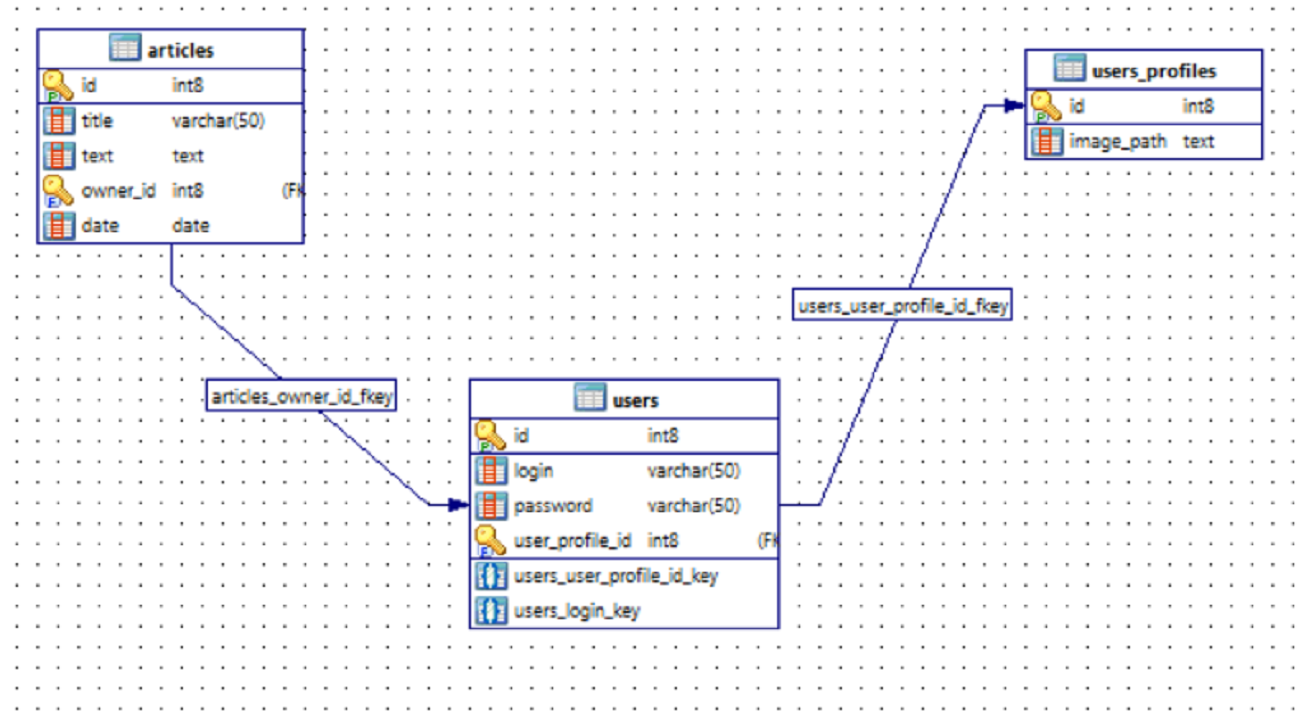 articles
id int8
title varchar(50)
text text
owner_id int8 (FK
date date
users_profiles
id int8
image_path text
users_user_profile_id_fkey
articles_owner_id_fkey
users
id int8
login varchar(50)
password varchar(50)
user_profile_id int8 (FK
users_user_profile_id_key
users_login_key